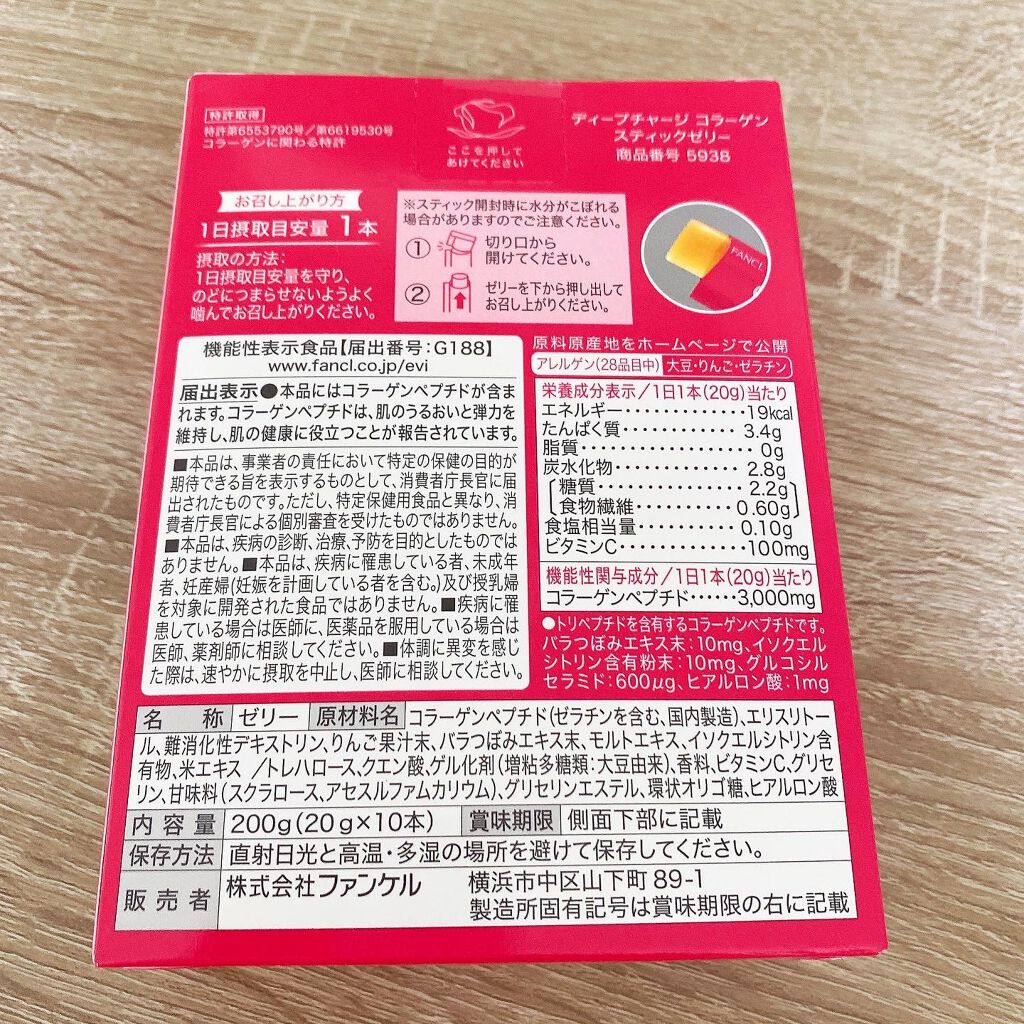 特許取得
特許第6553790号／第6619530号
コラーゲンに関わる特許
ここを押して
あけてください
ディープチャージ コラーゲン
スティックゼリー
商品番号 5938
お召し上がり方
1日摂取目安量 1本
摂取の方法：
1日摂取目安量を守り、
のどにつまらせないようよく
噛んでお召し上がりください。
※スティック開封時に水分がこぼれる
場合がありますのでご注意ください。
① 切り口から
開けてください。
② ゼリーを下から押し出して
お召し上がりください。
FANCL
機能性表示食品【届出番号：G188】
www.fancl.co.jp/evi
届出表示●本品にはコラーゲンペプチドが含ま
れます。コラーゲンペプチドは、肌のうるおいと弾力を
維持し、肌の健康に役立つことが報告されています。
■本品は、事業者の責任において特定の保健の目的が
期待できる旨を表示するものとして、消費者庁長官に届
出されたものです。ただし、特定保健用食品と異なり、消
費者庁長官による個別審査を受けたものではありません。
■本品は、疾病の診断、治療、予防を目的としたものでは
ありません。■本品は、疾病に罹患している者、未成年
者、妊産婦(妊娠を計画している者を含む。)及び授乳婦
を対象に開発された食品ではありません。■疾病に罹
患している場合は医師に、医薬品を服用している場合は
医師、薬剤師に相談してください。■体調に異変を感じ
た際は、速やかに摂取を中止し、医師に相談してください。
原料原産地をホームページで公開
アレルゲン(28品目中) 大豆・りんご・ゼラチン
栄養成分表示／1日1本(20g)当たり
エネルギー・・・・・・・・・・・・19kcal
たんぱく質・・・・・・・・・・・・3.4g
脂質・・・・・・・・・・・・・・・・0g
炭水化物・・・・・・・・・・・・2.8g
糖質・・・・・・・・・・・・・2.2g
食物繊維・・・・・・・・・0.60g
食塩相当量・・・・・・・・・0.10g
ビタミンC・・・・・・・・・・・100mg
機能性関与成分／1日1本(20g)当たり
コラーゲンペプチド・・・・・・3,000mg
●トリペプチドを含有するコラーゲンペプチドです。
バラつぼみエキス末：10mg、イソクエル
シトリン含有粉末：10mg、グルコシル
セラミド：600μg、ヒアルロン酸：1mg
名称 ゼリー 原材料名 コラーゲンペプチド(ゼラチンを含む、国内製造)、エリスリトー
ル、難消化性デキストリン、りんご果汁末、バラつぼみエキス末、モルトエキス、イソクエルシトリン含
有物、米エキス ／トレハロース、クエン酸、ゲル化剤(増粘多糖類：大豆由来)、香料、ビタミンC、グリセ
リン、甘味料(スクラロース、アセスルファムカリウム)、グリセリンエステル、環状オリゴ糖、ヒアルロン酸
内容量 200g(20g×10本) 賞味期限 側面下部に記載
保存方法 直射日光と高温・多湿の場所を避けて保存してください。
販売者 株式会社ファンケル 横浜市中区山下町89-1
製造所固有記号は賞味期限の右に記載